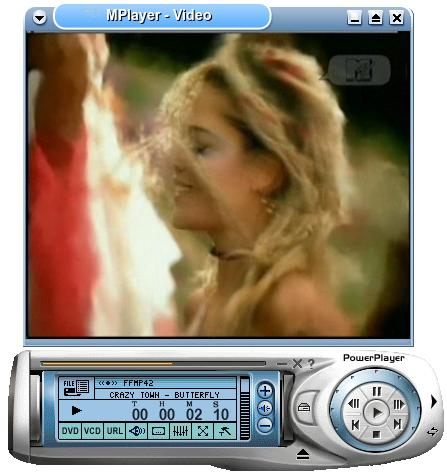 MPlayer - Video
PowerPlayer
FILE
FFMP42
CRAZY TOWN - BUTTERFLY
T H M S
00 00 02 10
DVD VCD URL